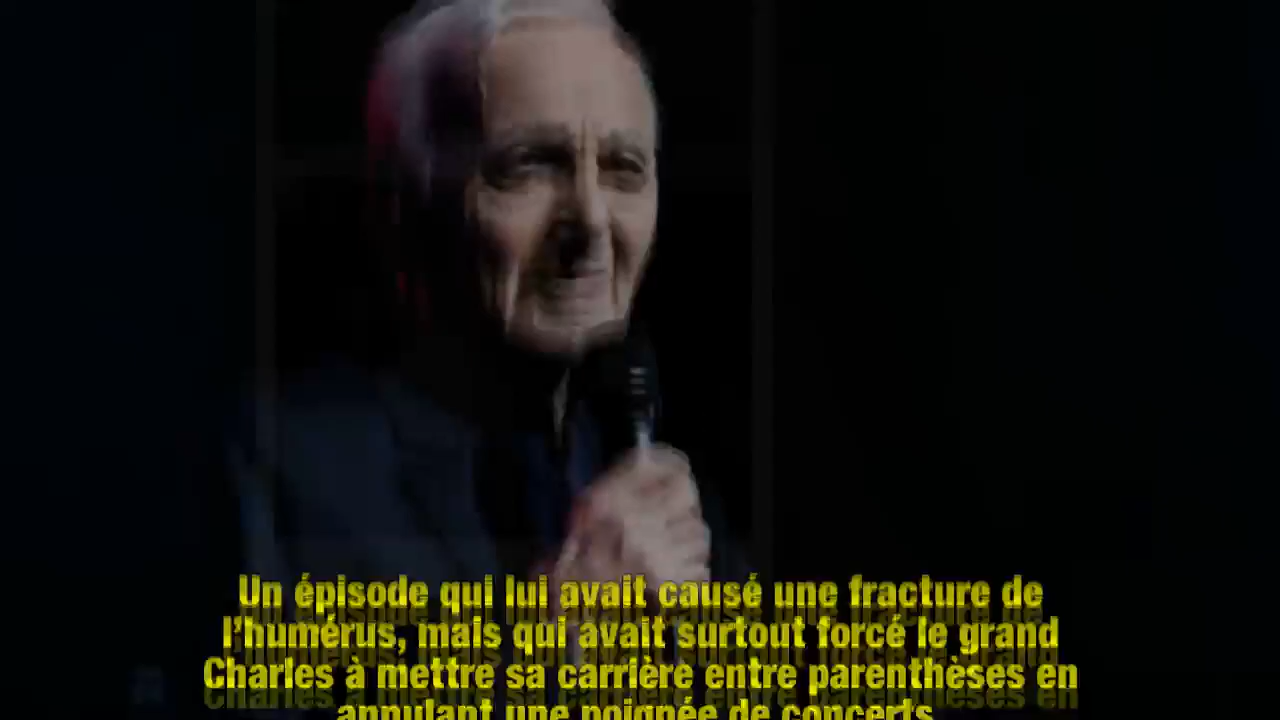 Un épisode qui lui avait causé une fracture de
l'humérus, mais qui avait surtout forcé le grand
Charles à mettre sa carrière entre parenthèses en
annulant une poignée de concerts.